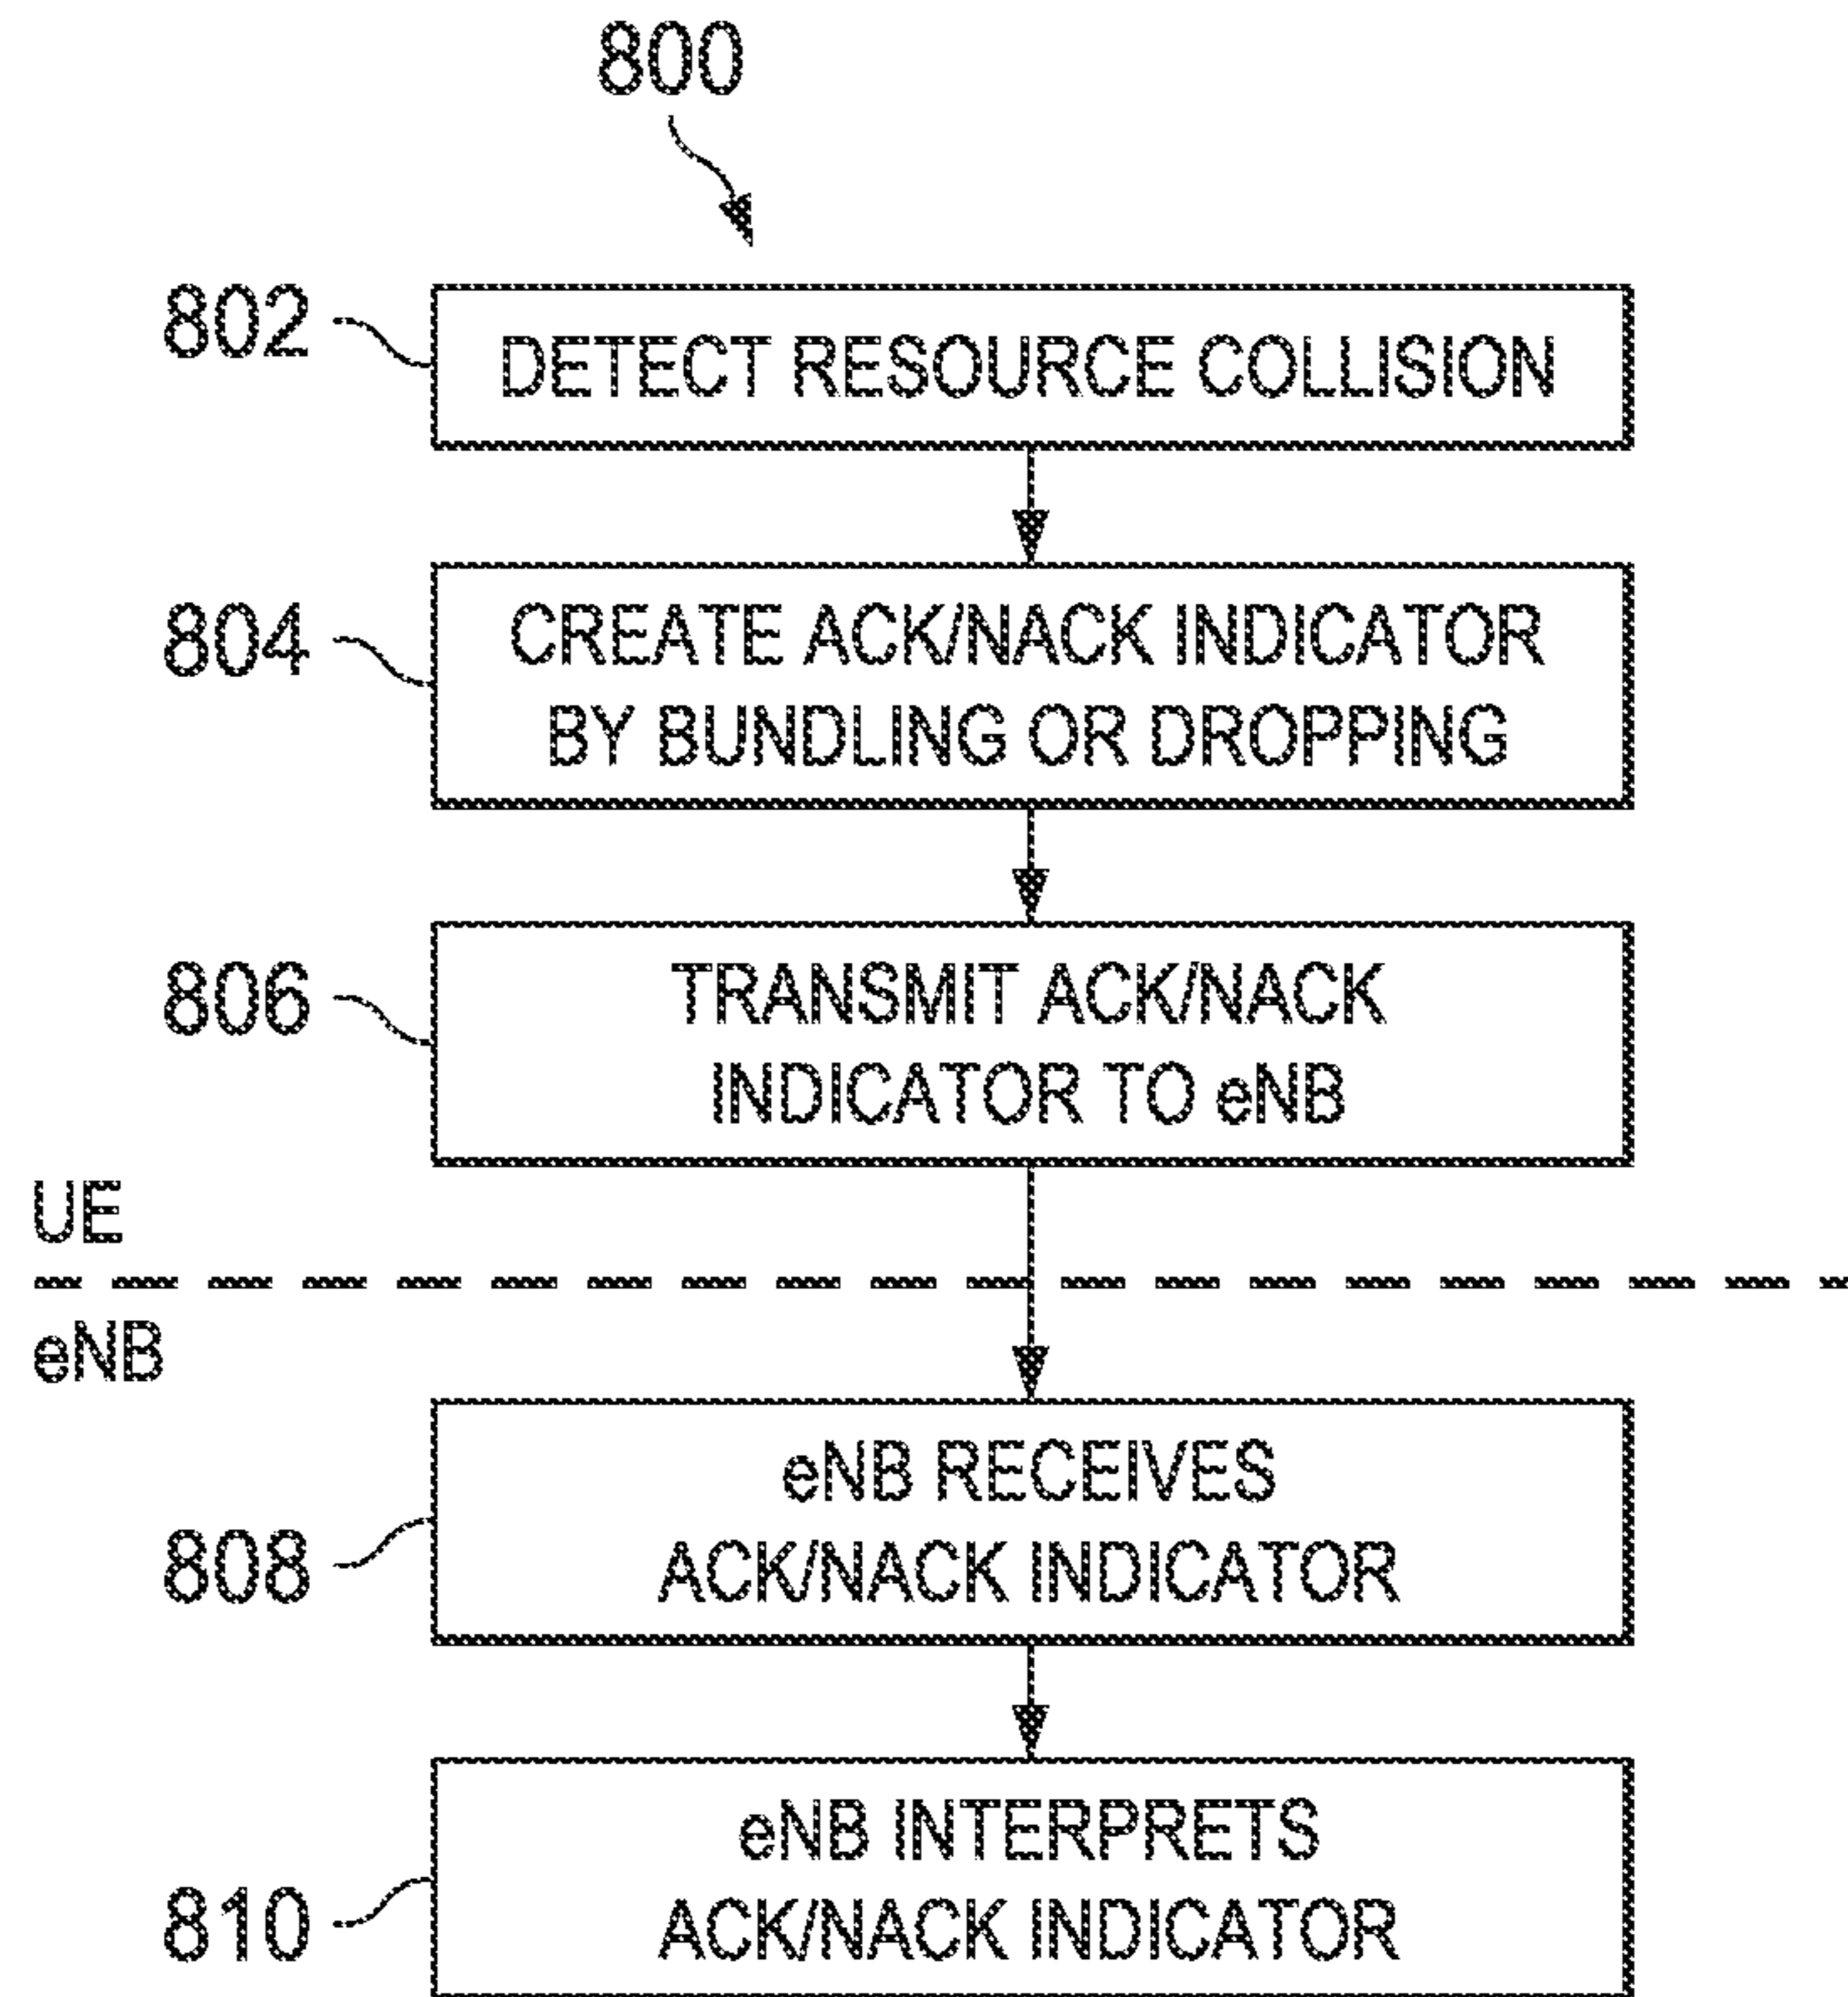 800
802
DETECT RESOURCE COLLISION
804
CREATE ACK/NACK INDICATOR
BY BUNDLING OR DROPPING
806
TRANSMIT ACK/NACK
INDICATOR TO eNB
UE
eNB
808
eNB RECEIVES
ACK/NACK INDICATOR
810
eNB INTERPRETS
ACK/NACK INDICATOR